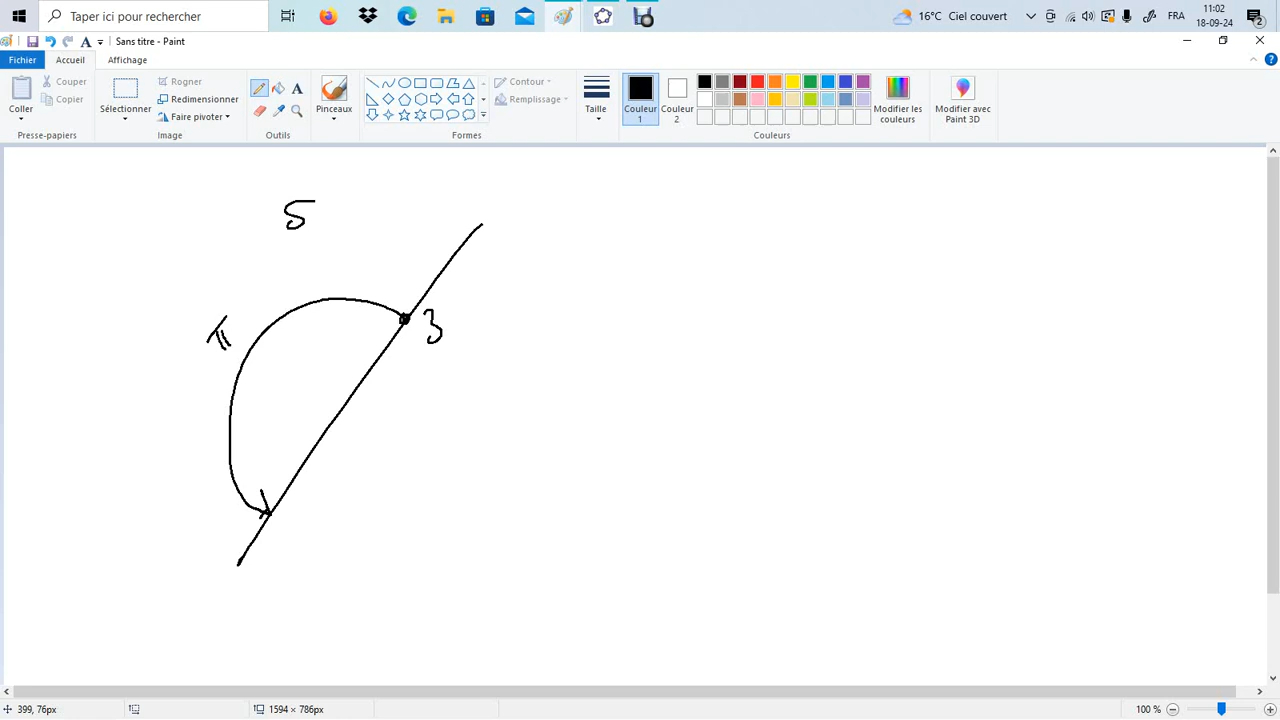 Taper ici pour rechercher
16°C Ciel couvert
FRA
11:02
18-09-24
2
Sans titre - Paint
Fichier
Accueil
Affichage
Coller
Couper
Copier
Presse-papiers
Sélectionner
Rogner
Redimensionner
Faire pivoter
Image
A
Outils
Pinceaux
Contour
Remplissage
Formes
Taille
Couleur
1
Couleur
2
Modifier les
couleurs
Couleurs
Modifier avec
Paint 3D
5
π
3
399, 76px
1594 × 786px
100 %